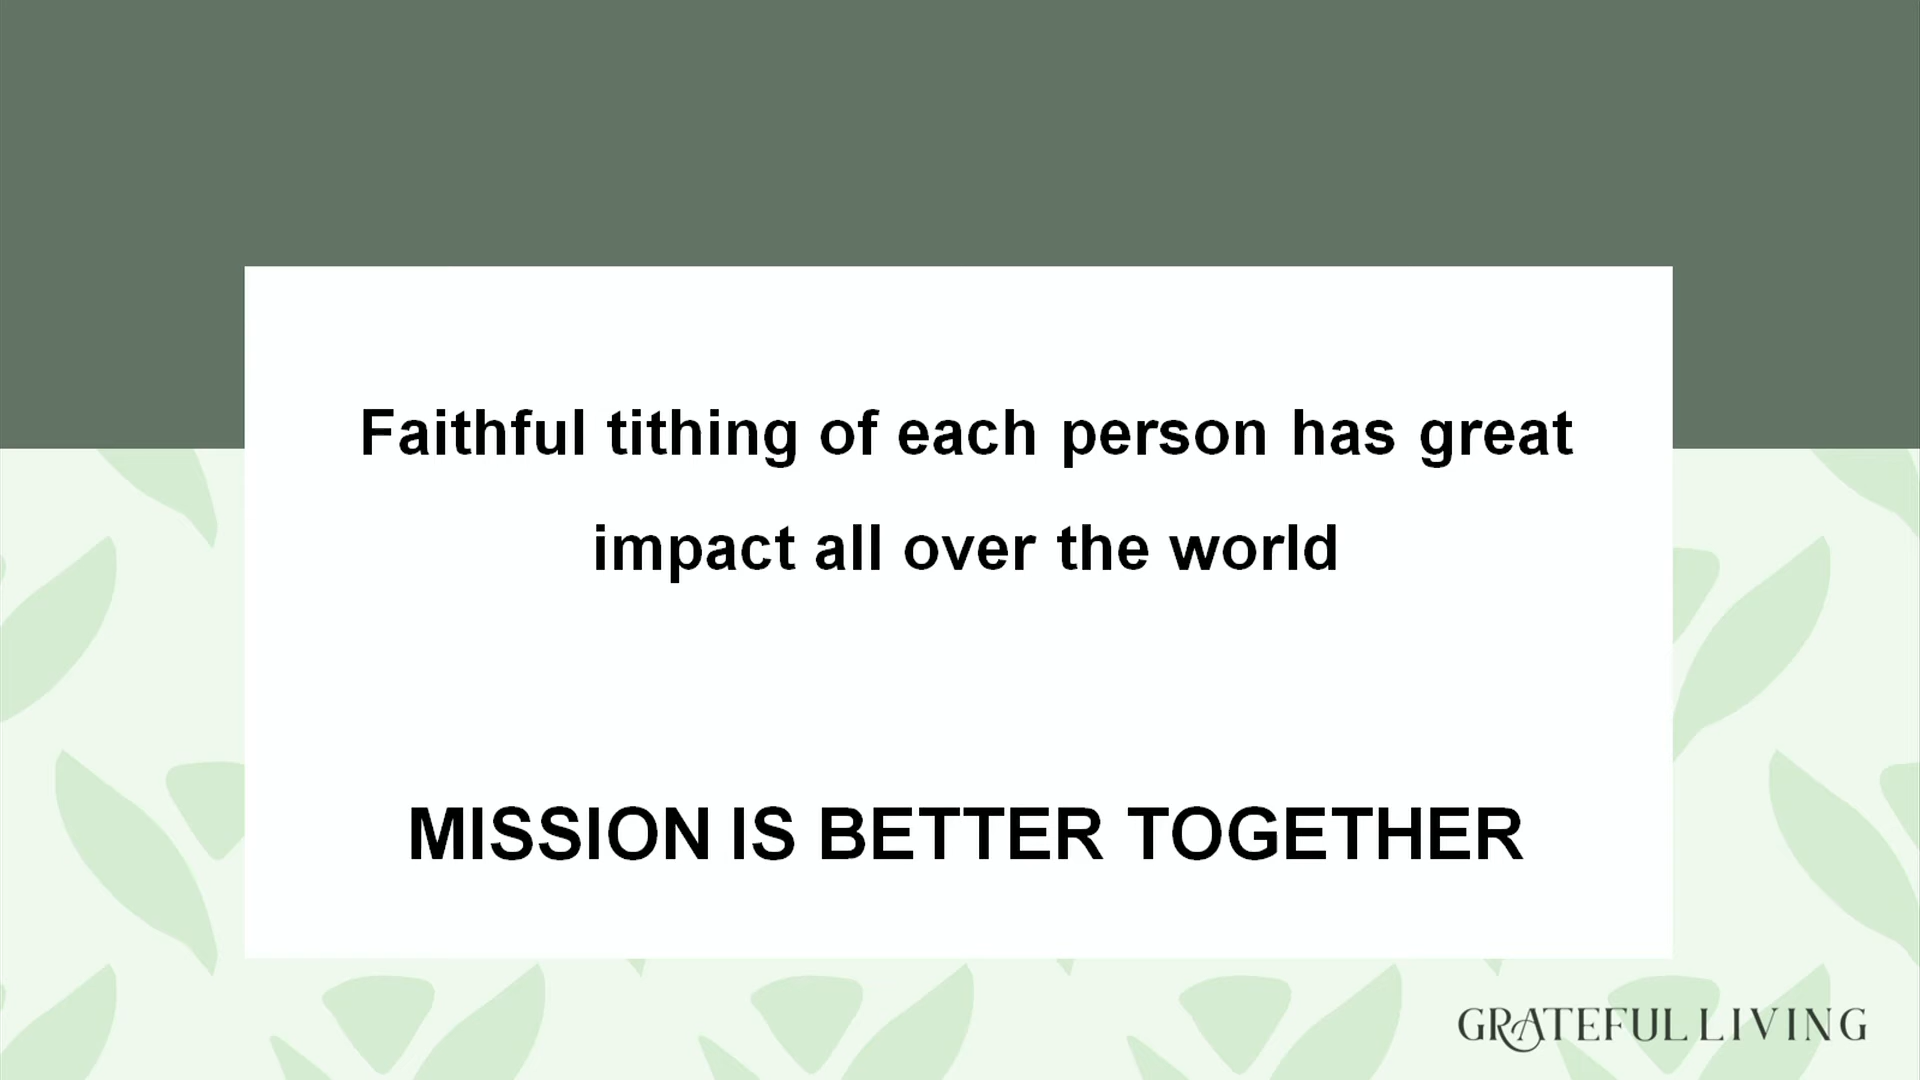 Faithful tithing of each person has great
impact all over the world
MISSION IS BETTER TOGETHER
GRATEFUL LIVING